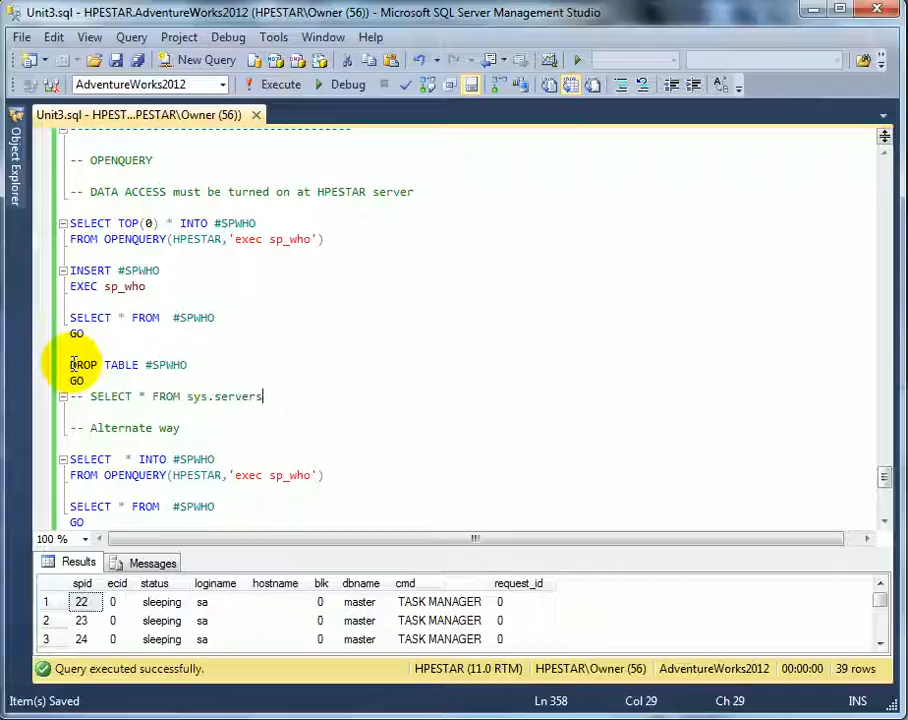 Unit3.sql - HPESTAR.AdventureWorks2012 (HPESTAR\Owner (56)) - Microsoft SQL Server Management Studio
File Edit View Query Project Debug Tools Window Help
New Query
AdventureWorks2012 Execute Debug
Unit3.sql - HPEST...PESTAR\Owner (56))
Object Explorer
-- OPENQUERY
-- DATA ACCESS must be turned on at HPESTAR server
SELECT TOP(0) * INTO #SPWHO
FROM OPENQUERY(HPESTAR,'exec sp_who')
INSERT #SPWHO
EXEC sp_who
SELECT * FROM  #SPWHO
GO
DROP TABLE #SPWHO
GO
-- SELECT * FROM sys.servers
-- Alternate way
SELECT  * INTO #SPWHO
FROM OPENQUERY(HPESTAR,'exec sp_who')
SELECT * FROM  #SPWHO
GO
100 %
Results Messages
spid ecid status loginame hostname blk dbname cmd request_id
1 22 0 sleeping sa 0 master TASK MANAGER 0
2 23 0 sleeping sa 0 master TASK MANAGER 0
3 24 0 sleeping sa 0 master TASK MANAGER 0
Query executed successfully. HPESTAR (11.0 RTM) HPESTAR\Owner (56) AdventureWorks2012 00:00:00 39 rows
Item(s) Saved Ln 358 Col 29 Ch 29 INS